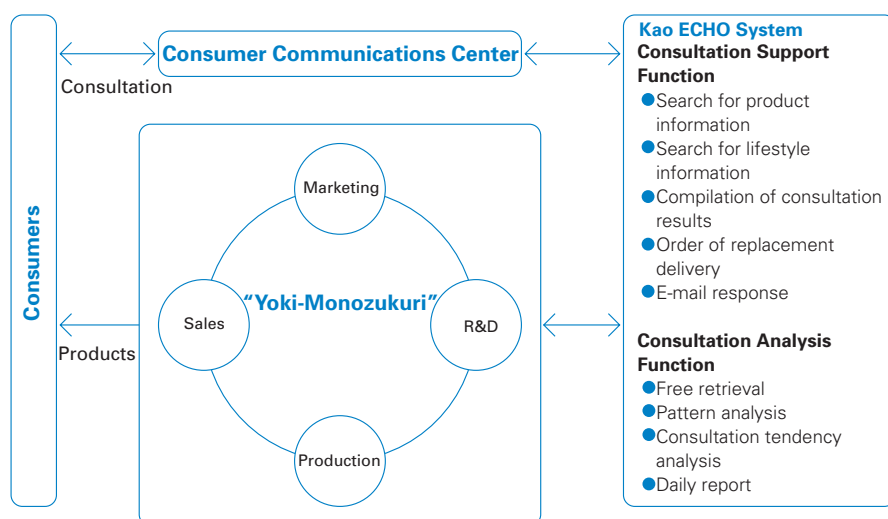 Consumers
Consultation
Products
Consumer Communications Center
Marketing
"Yoki-Monozukuri"
Sales
R&D
Production
Kao ECHO System
Consultation Support
Function
●Search for product
information
●Search for lifestyle
information
●Compilation of consultation
results
●Order of replacement
delivery
●E-mail response
Consultation Analysis
Function
●Free retrieval
●Pattern analysis
●Consultation tendency
analysis
●Daily report